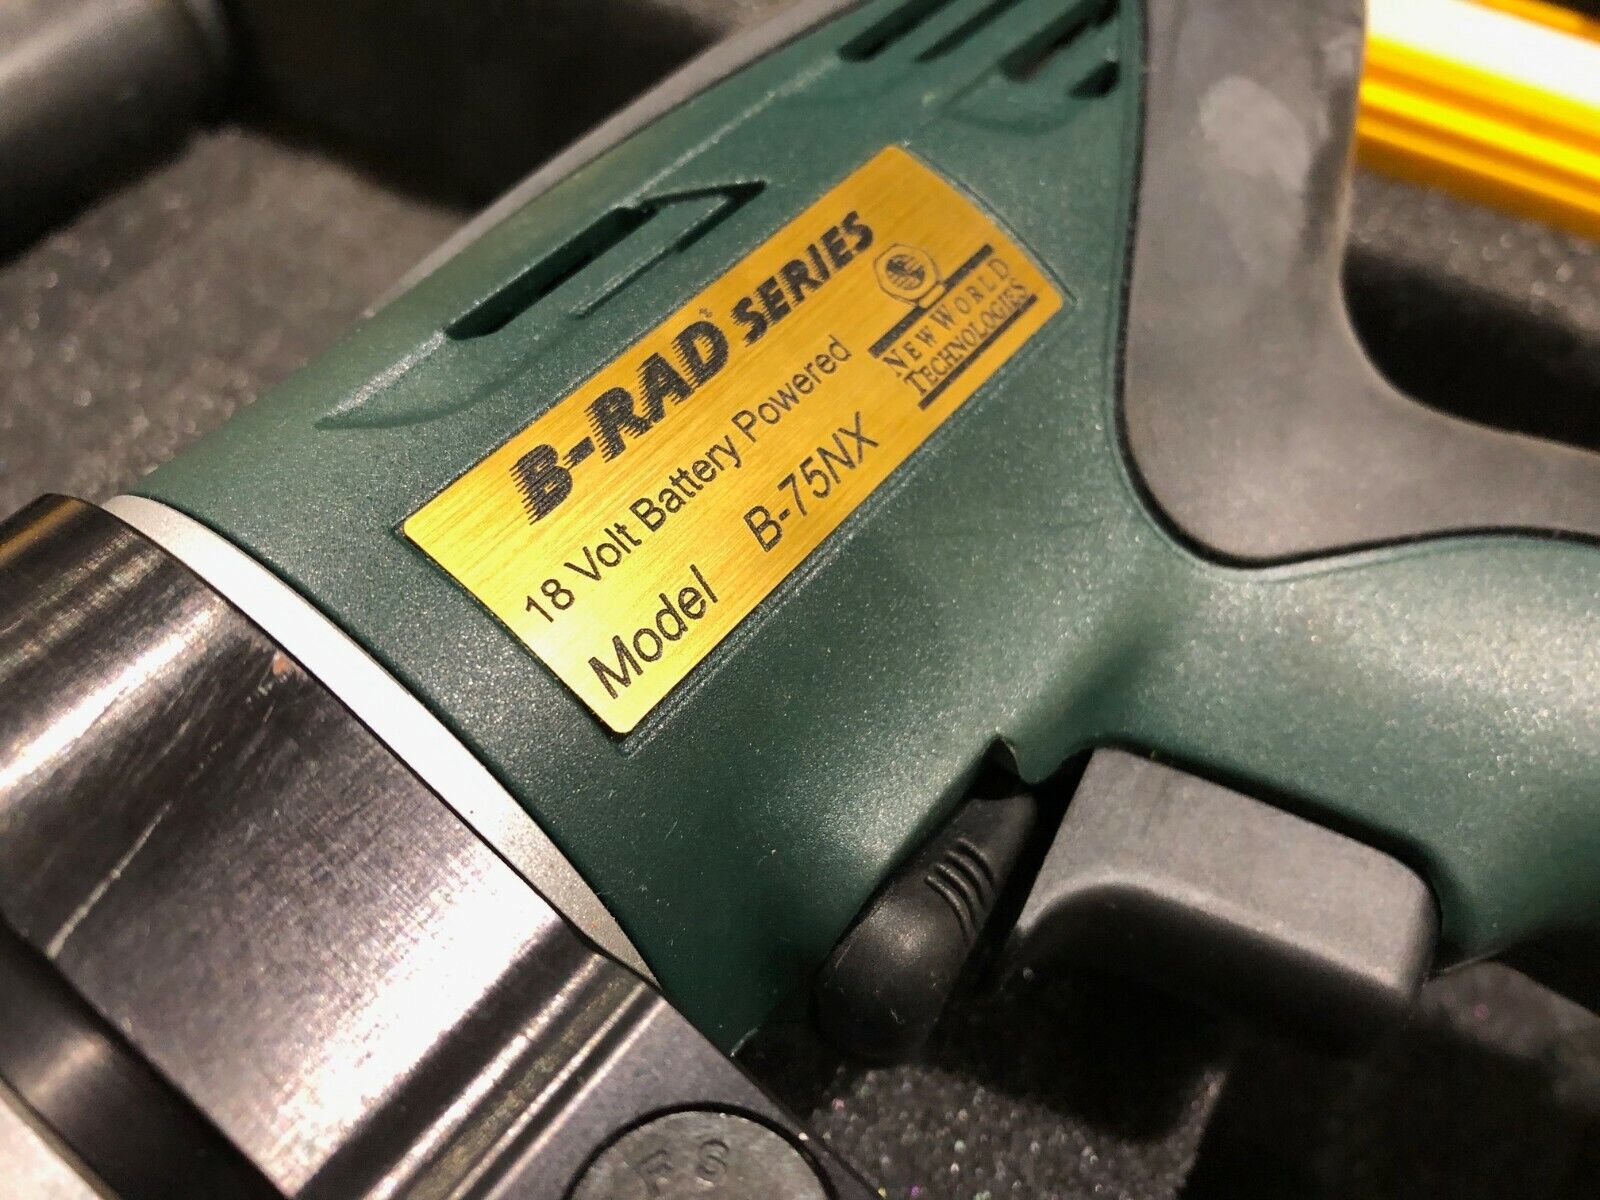 B-RAD® SERIES
18 Volt Battery Powered
Model B-75NX
NEW WORLD
TECHNOLOGIES